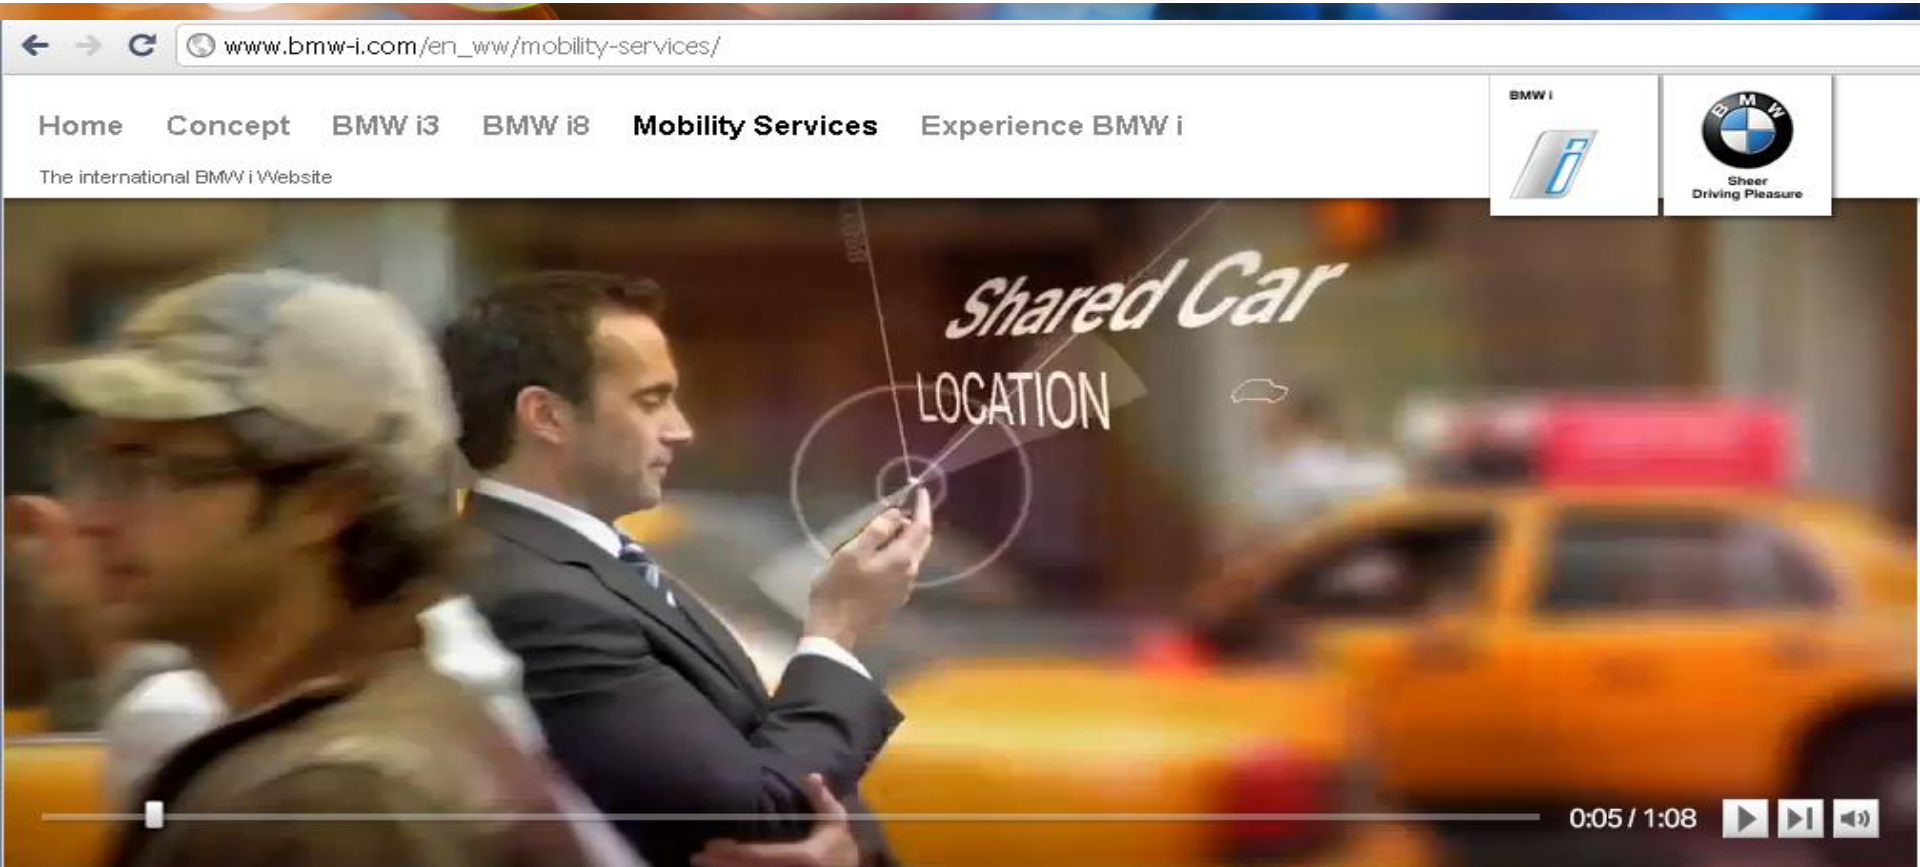 www.bmw-i.com/en_ww/mobility-services/
Home Concept BMW i3 BMW i8 Mobility Services Experience BMW i
The international BMW i Website
BMW i
i
BMW
Sheer
Driving Pleasure
Shared Car
LOCATION
0:05 / 1:08